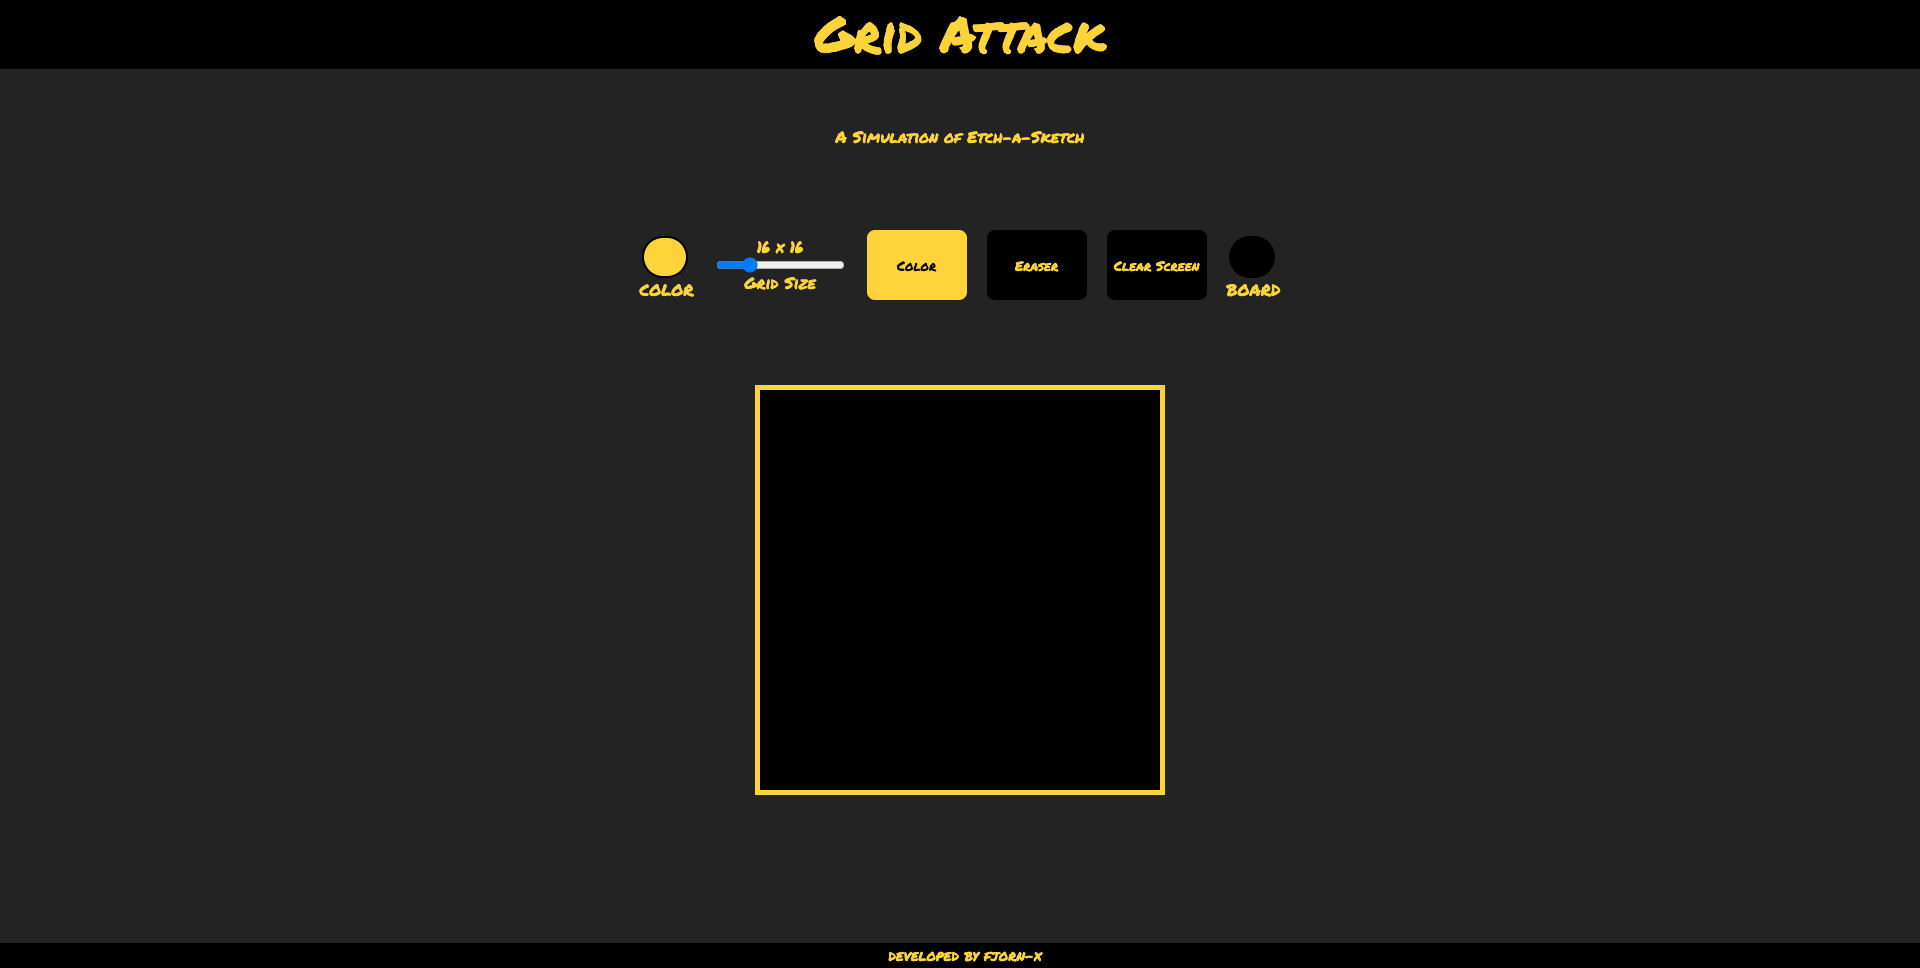 Grid Attack
A Simulation of Etch-a-Sketch
16 x 16
Grid Size
COLOR
Color
Eraser
Clear Screen
BOARD
DEVELOPED BY FJORN-X